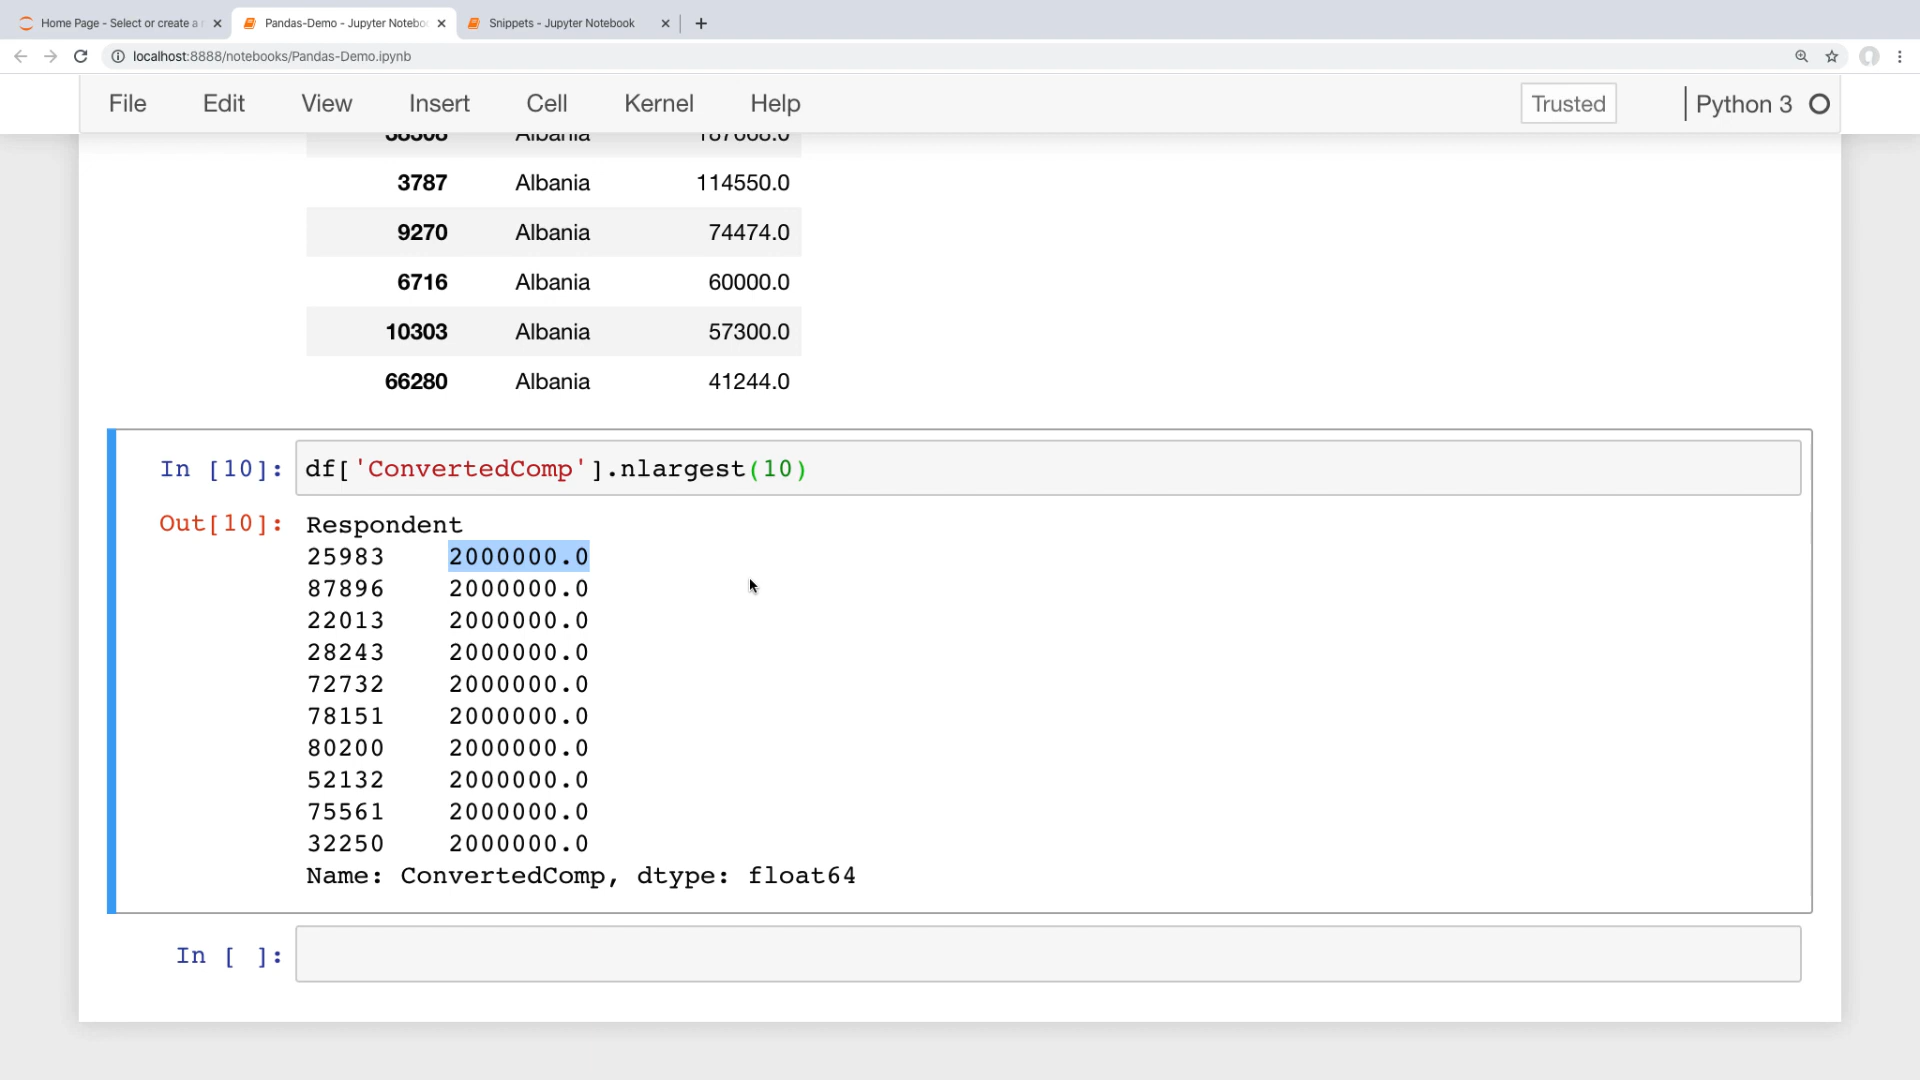 Home Page - Select or create a
Pandas-Demo - Jupyter Notebo
Snippets - Jupyter Notebook
localhost:8888/notebooks/Pandas-Demo.ipynb
File Edit View Insert Cell Kernel Help Trusted Python 3
Albania
3787 Albania 114550.0
9270 Albania 74474.0
6716 Albania 60000.0
10303 Albania 57300.0
66280 Albania 41244.0
In [10]: df['ConvertedComp'].nlargest(10)
Out[10]: Respondent
25983 2000000.0
87896 2000000.0
22013 2000000.0
28243 2000000.0
72732 2000000.0
78151 2000000.0
80200 2000000.0
52132 2000000.0
75561 2000000.0
32250 2000000.0
Name: ConvertedComp, dtype: float64
In [ ]: